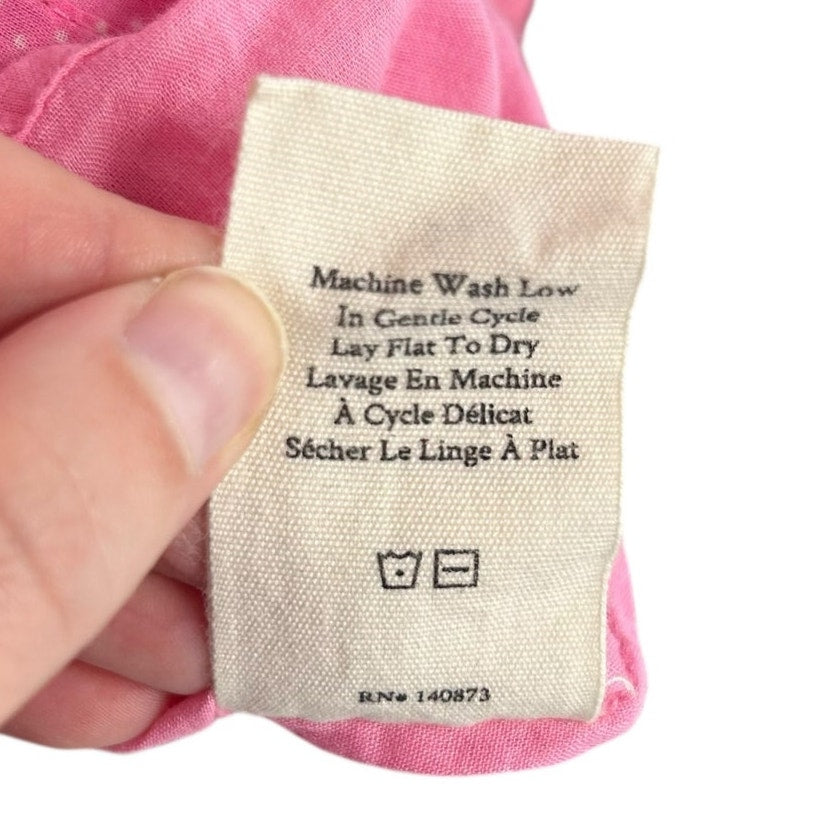 Machine Wash Low
In Gentle Cycle
Lay Flat To Dry
Lavage En Machine
À Cycle Délicat
Sécher Le Linge À Plat
RN# 140873